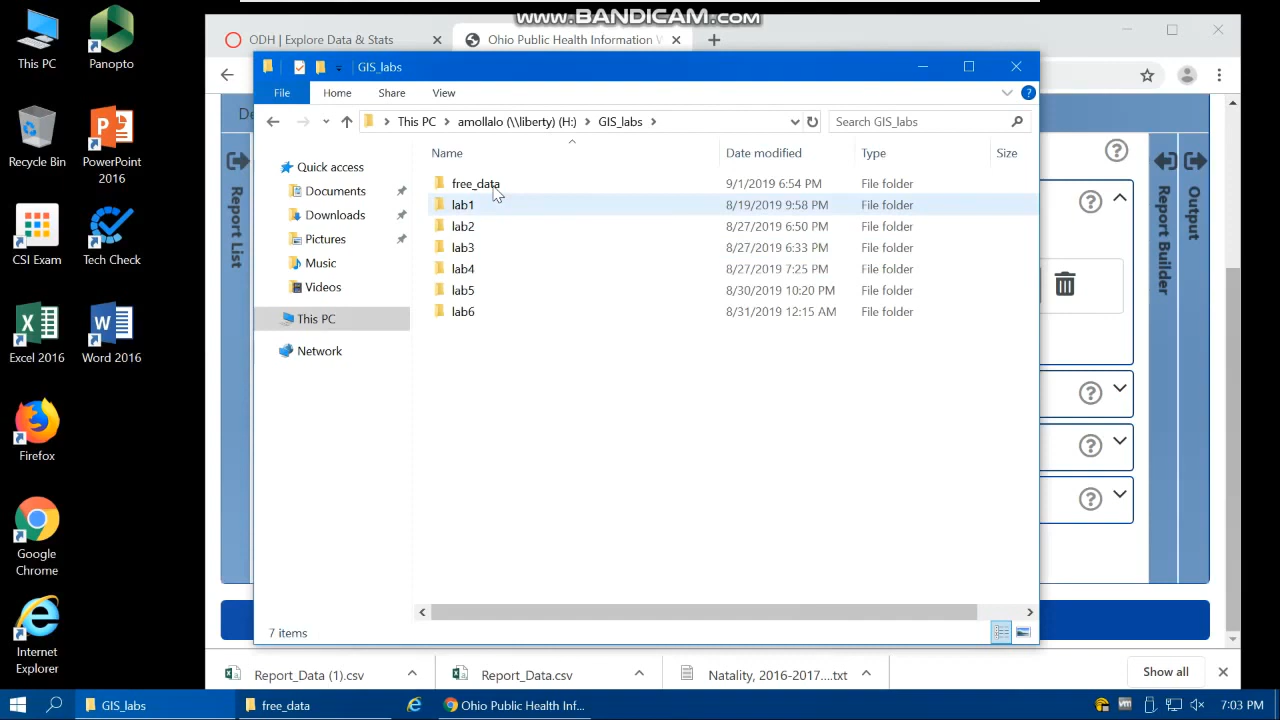 www.BANDICAM.com
This PC
Panopto
Recycle Bin
PowerPoint
2016
CSI Exam
Tech Check
Excel 2016
Word 2016
Firefox
Google
Chrome
Internet
Explorer
ODH | Explore Data & Stats
Ohio Public Health Information
GIS_labs
File
Home
Share
View
This PC
amollalo (\\liberty) (H:)
GIS_labs
Search GIS_labs
Name
Date modified
Type
Size
Quick access
Documents
Downloads
Pictures
Music
Videos
This PC
Network
free_data 9/1/2019 6:54 PM File folder
lab1 8/19/2019 9:58 PM File folder
lab2 8/27/2019 6:50 PM File folder
lab3 8/27/2019 6:33 PM File folder
lab4 8/27/2019 7:25 PM File folder
lab5 8/30/2019 10:20 PM File folder
lab6 8/31/2019 12:15 AM File folder
7 items
Report List
Report Builder
Output
Report_Data (1).csv
Report_Data.csv
Natality, 2016-2017....txt
Show all
GIS_labs
free_data
Ohio Public Health Inf...
7:03 PM